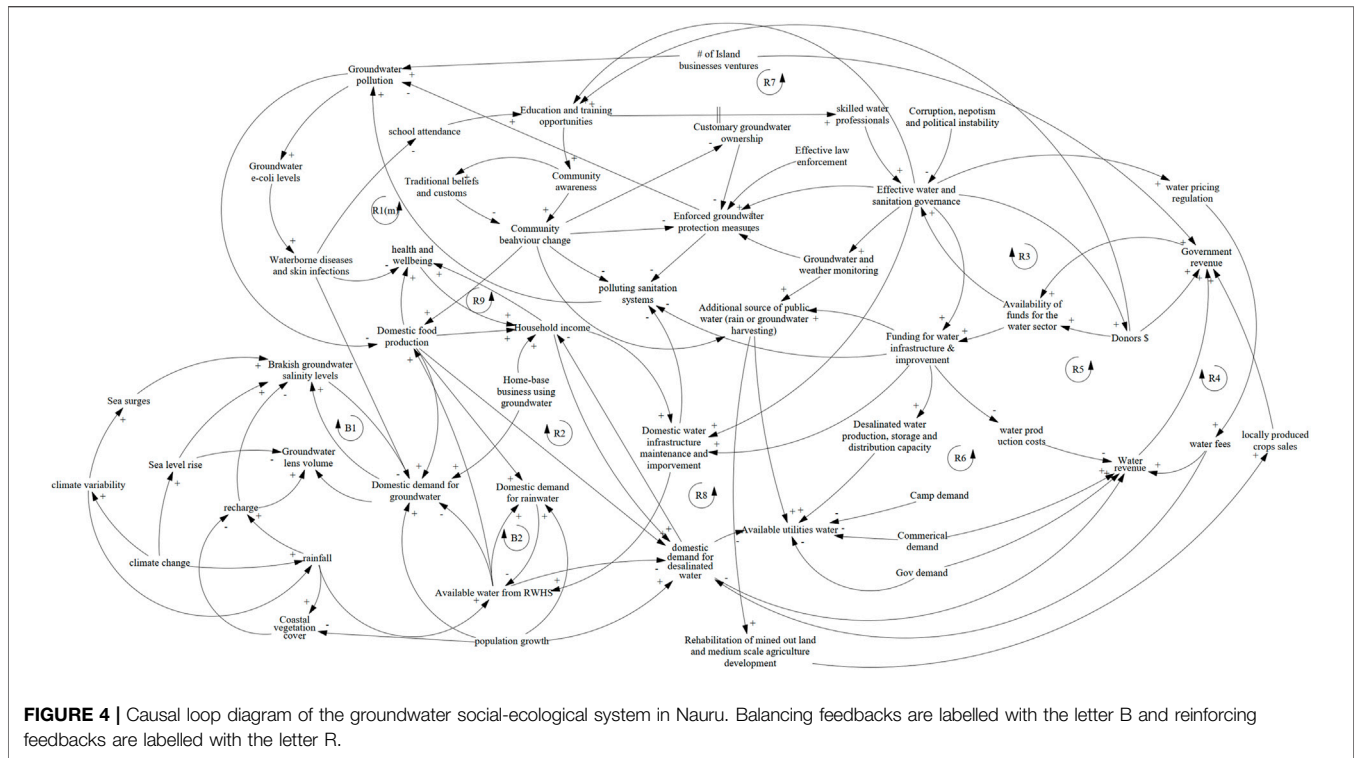 # of Island
businesses ventures
Groundwater
pollution
R7
Education and training
opportunities
skilled water
professionals
Corruption, nepotism
and political instability
school attendance
Customary groundwater
ownership
Effective law
enforcement
Groundwater
e-coli levels
Traditional beliefs
and customs
Community
awareness
Effective water and
sanitation governance
water pricing
regulation
R1(m)
Community
beahviour change
Enforced groundwater
protection measures
Waterborne diseases
and skin infections
health and
wellbeing
Groundwater and
weather monitoring
R3
Government
revenue
R9
polluting sanitation
systems
Additional source of public
water (rain or groundwater
harvesting)
Availability of
funds for the
water sector
Domestic food
production
Household income
Funding for water
infrastructure &
improvement
Donors $
Brakish groundwater
salinity levels
Home-base
business using
groundwater
R5
R4
Sea surges
B1
R2
Domestic water
infrastructure
maintenance and
imporvement
Desalinated water
production, storage and
distribution capacity
water prod
uction costs
water fees
locally produced
crops sales
Groundwater
lens volume
Sea level rise
R6
Water
revenue
climate variability
Domestic demand for
groundwater
Domestic demand
for rainwater
R8
Camp demand
recharge
B2
Available utilities water
Commerical
demand
climate change
rainfall
domestic
demand for
desalinated
water
Gov demand
Available water from RWHS
Coastal
vegetation
cover
population growth
Rehabilitation of mined out land
and medium scale agriculture
development
FIGURE 4 | Causal loop diagram of the groundwater social-ecological system in Nauru. Balancing feedbacks are labelled with the letter B and reinforcing
feedbacks are labelled with the letter R.